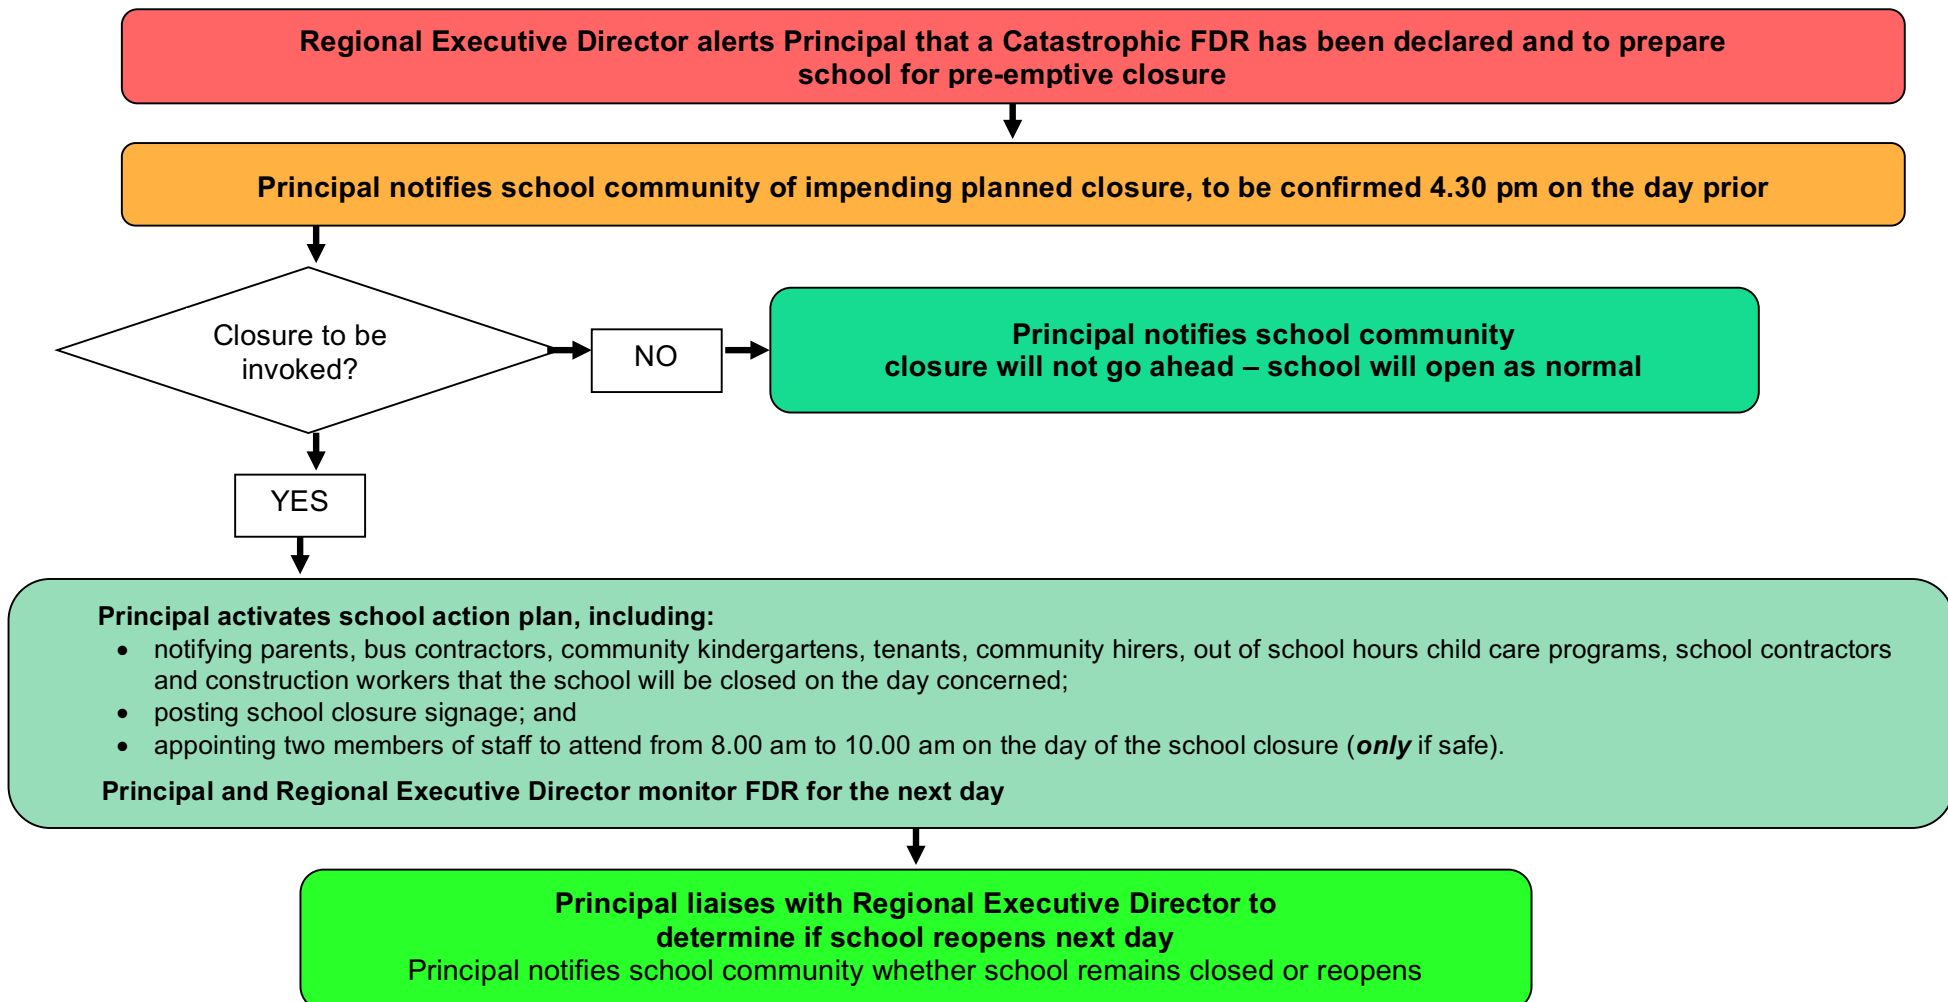 Regional Executive Director alerts Principal that a Catastrophic FDR has been declared and to prepare
school for pre-emptive closure
Principal notifies school community of impending planned closure, to be confirmed 4.30 pm on the day prior
Closure to be
invoked?
NO
Principal notifies school community
closure will not go ahead – school will open as normal
YES
Principal activates school action plan, including:
• notifying parents, bus contractors, community kindergartens, tenants, community hirers, out of school hours child care programs, school contractors
and construction workers that the school will be closed on the day concerned;
• posting school closure signage; and
• appointing two members of staff to attend from 8.00 am to 10.00 am on the day of the school closure (only if safe).
Principal and Regional Executive Director monitor FDR for the next day
Principal liaises with Regional Executive Director to
determine if school reopens next day
Principal notifies school community whether school remains closed or reopens